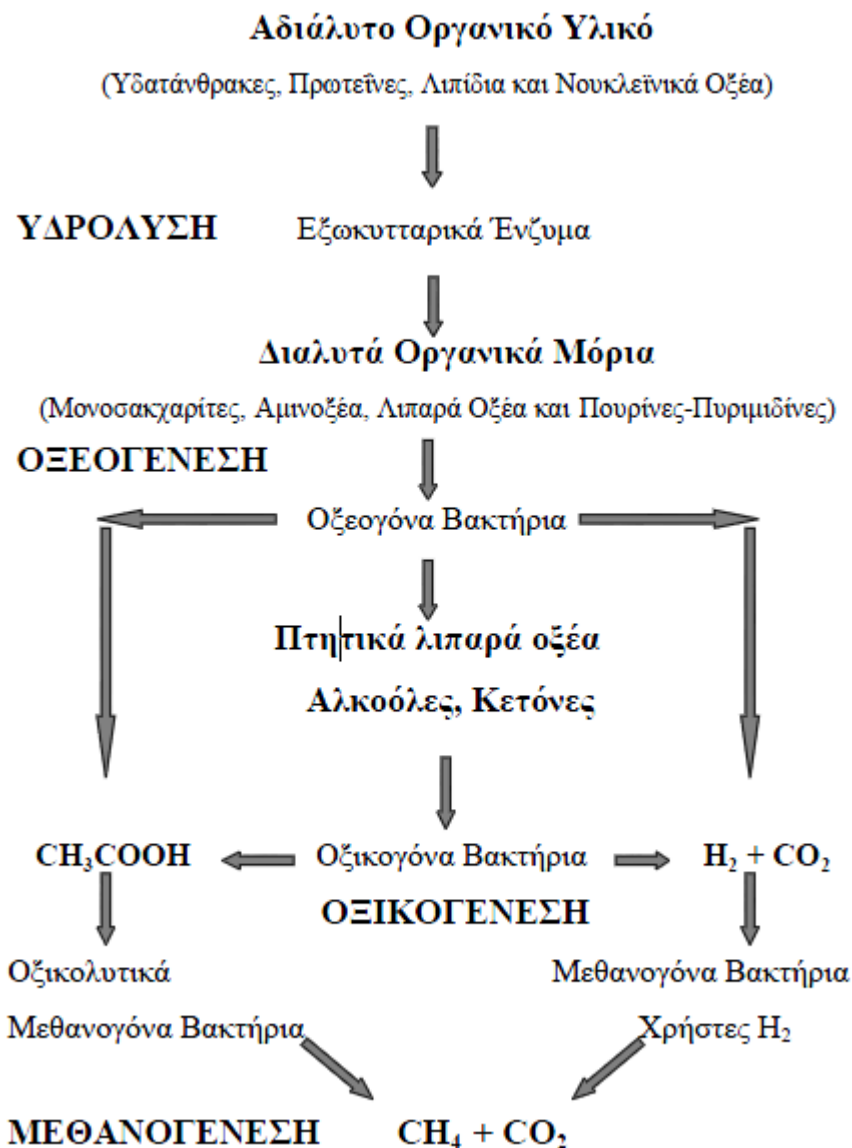 Αδιάλυτο Οργανικό Υλικό
(Υδατάνθρακες, Πρωτεΐνες, Λιπίδια και Νουκλεϊνικά Οξέα)
ΥΔΡΟΛΥΣΗ Εξωκυτταρικά Ένζυμα
Διαλυτά Οργανικά Μόρια
(Μονοσακχαρίτες, Αμινοξέα, Λιπαρά Οξέα και Πουρίνες-Πυριμιδίνες)
ΟΞΕΟΓΕΝΕΣΗ
Οξεογόνα Βακτήρια
Πτητικά λιπαρά οξέα
Αλκοόλες, Κετόνες
CH₃COOH Οξικογόνα Βακτήρια H₂ + CO₂
ΟΞΙΚΟΓΕΝΕΣΗ
Οξικολυτικά Μεθανογόνα Βακτήρια
Μεθανογόνα Βακτήρια Χρήστες H₂
ΜΕΘΑΝΟΓΕΝΕΣΗ CH₄ + CO₂